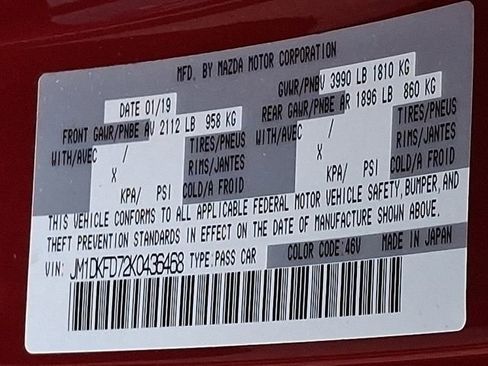 MFD. BY MAZDA MOTOR CORPORATION
DATE 01/19 GVWR/PNBV 3990 LB 1810 KG
FRONT GAWR/PNBE AV 2112 LB 958 KG REAR GAWR/PNBE AR 1896 LB 860 KG
WITH/AVEC / TIRES/PNEUS WITH/AVEC / TIRES/PNEUS
X RIMS/JANTES X RIMS/JANTES
KPA/ PSI COLD/A FROID KPA/ PSI COLD/A FROID
THIS VEHICLE CONFORMS TO ALL APPLICABLE FEDERAL MOTOR VEHICLE SAFETY, BUMPER, AND
THEFT PREVENTION STANDARDS IN EFFECT ON THE DATE OF MANUFACTURE SHOWN ABOVE.
VIN: JM1DKFD72K0436468 TYPE: PASS CAR COLOR CODE: 46V MADE IN JAPAN